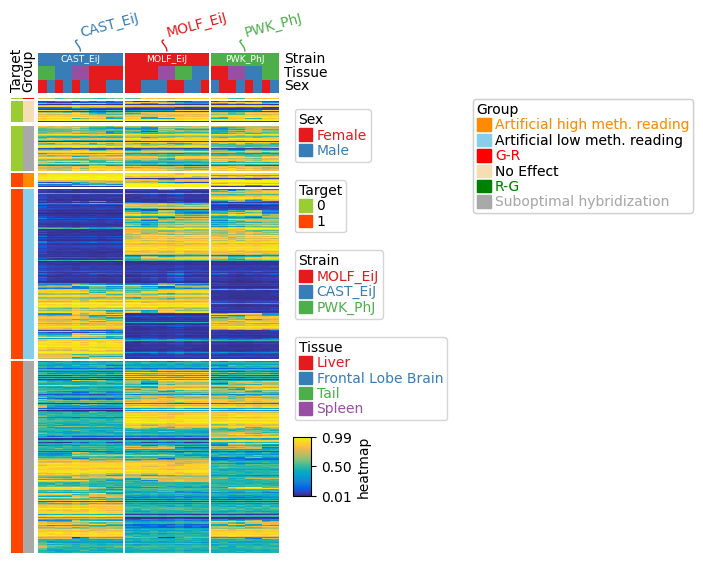 CAST_EiJ
MOLF_EiJ
PWK_PhJ
Target
Group
CAST_EiJ
MOLF_EiJ
PWK_PhJ
Strain
Tissue
Sex
Sex
Female
Male
Target
0
1
Strain
MOLF_EiJ
CAST_EiJ
PWK_PhJ
Tissue
Liver
Frontal Lobe Brain
Tail
Spleen
0.99
0.50
0.01
heatmap
Group
Artificial high meth. reading
Artificial low meth. reading
G-R
No Effect
R-G
Suboptimal hybridization